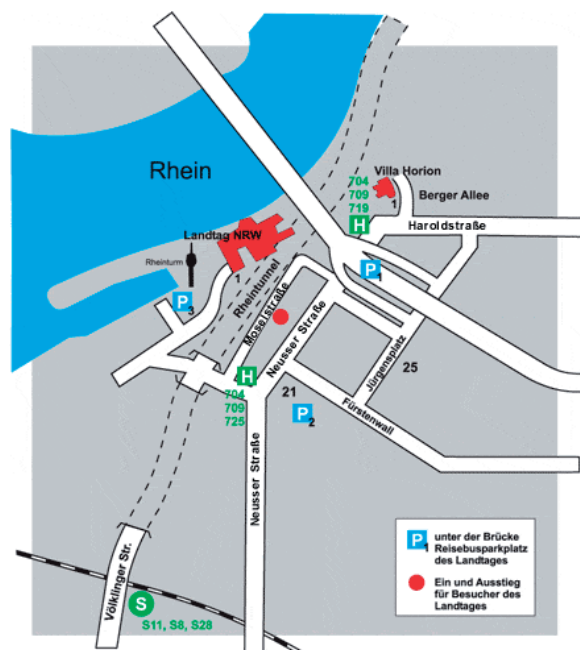 Rhein
Villa Horion
704
709
719
1
Berger Allee
H
Haroldstraße
Landtag NRW
Rheinturm
1
Rheintunnel
P
1
P
3
Moselstraße
Neusser Straße
Jürgensplatz
25
H
704
709
725
21
P
2
Fürstenwall
Neusser Straße
Völklinger Str.
S
S11, S8, S28
P
1
unter der Brücke
Reisebusparkplatz
des Landtages
Ein und Ausstieg
für Besucher des
Landtages